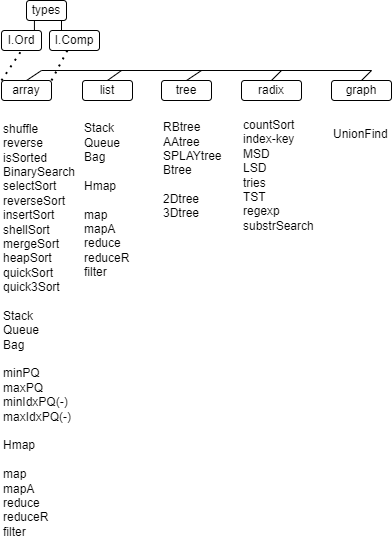 types
I.Ord
I.Comp
array
list
tree
radix
graph
shuffle
reverse
isSorted
BinarySearch
selectSort
reverseSort
insertSort
shellSort
mergeSort
heapSort
quickSort
quick3Sort
Stack
Queue
Bag
minPQ
maxPQ
minIdxPQ(-)
maxIdxPQ(-)
Hmap
map
mapA
reduce
reduceR
filter
Stack
Queue
Bag
Hmap
map
mapA
reduce
reduceR
filter
RBtree
AAtree
SPLAYtree
Btree
2Dtree
3Dtree
countSort
index-key
MSD
LSD
tries
TST
regexp
substrSearch
UnionFind